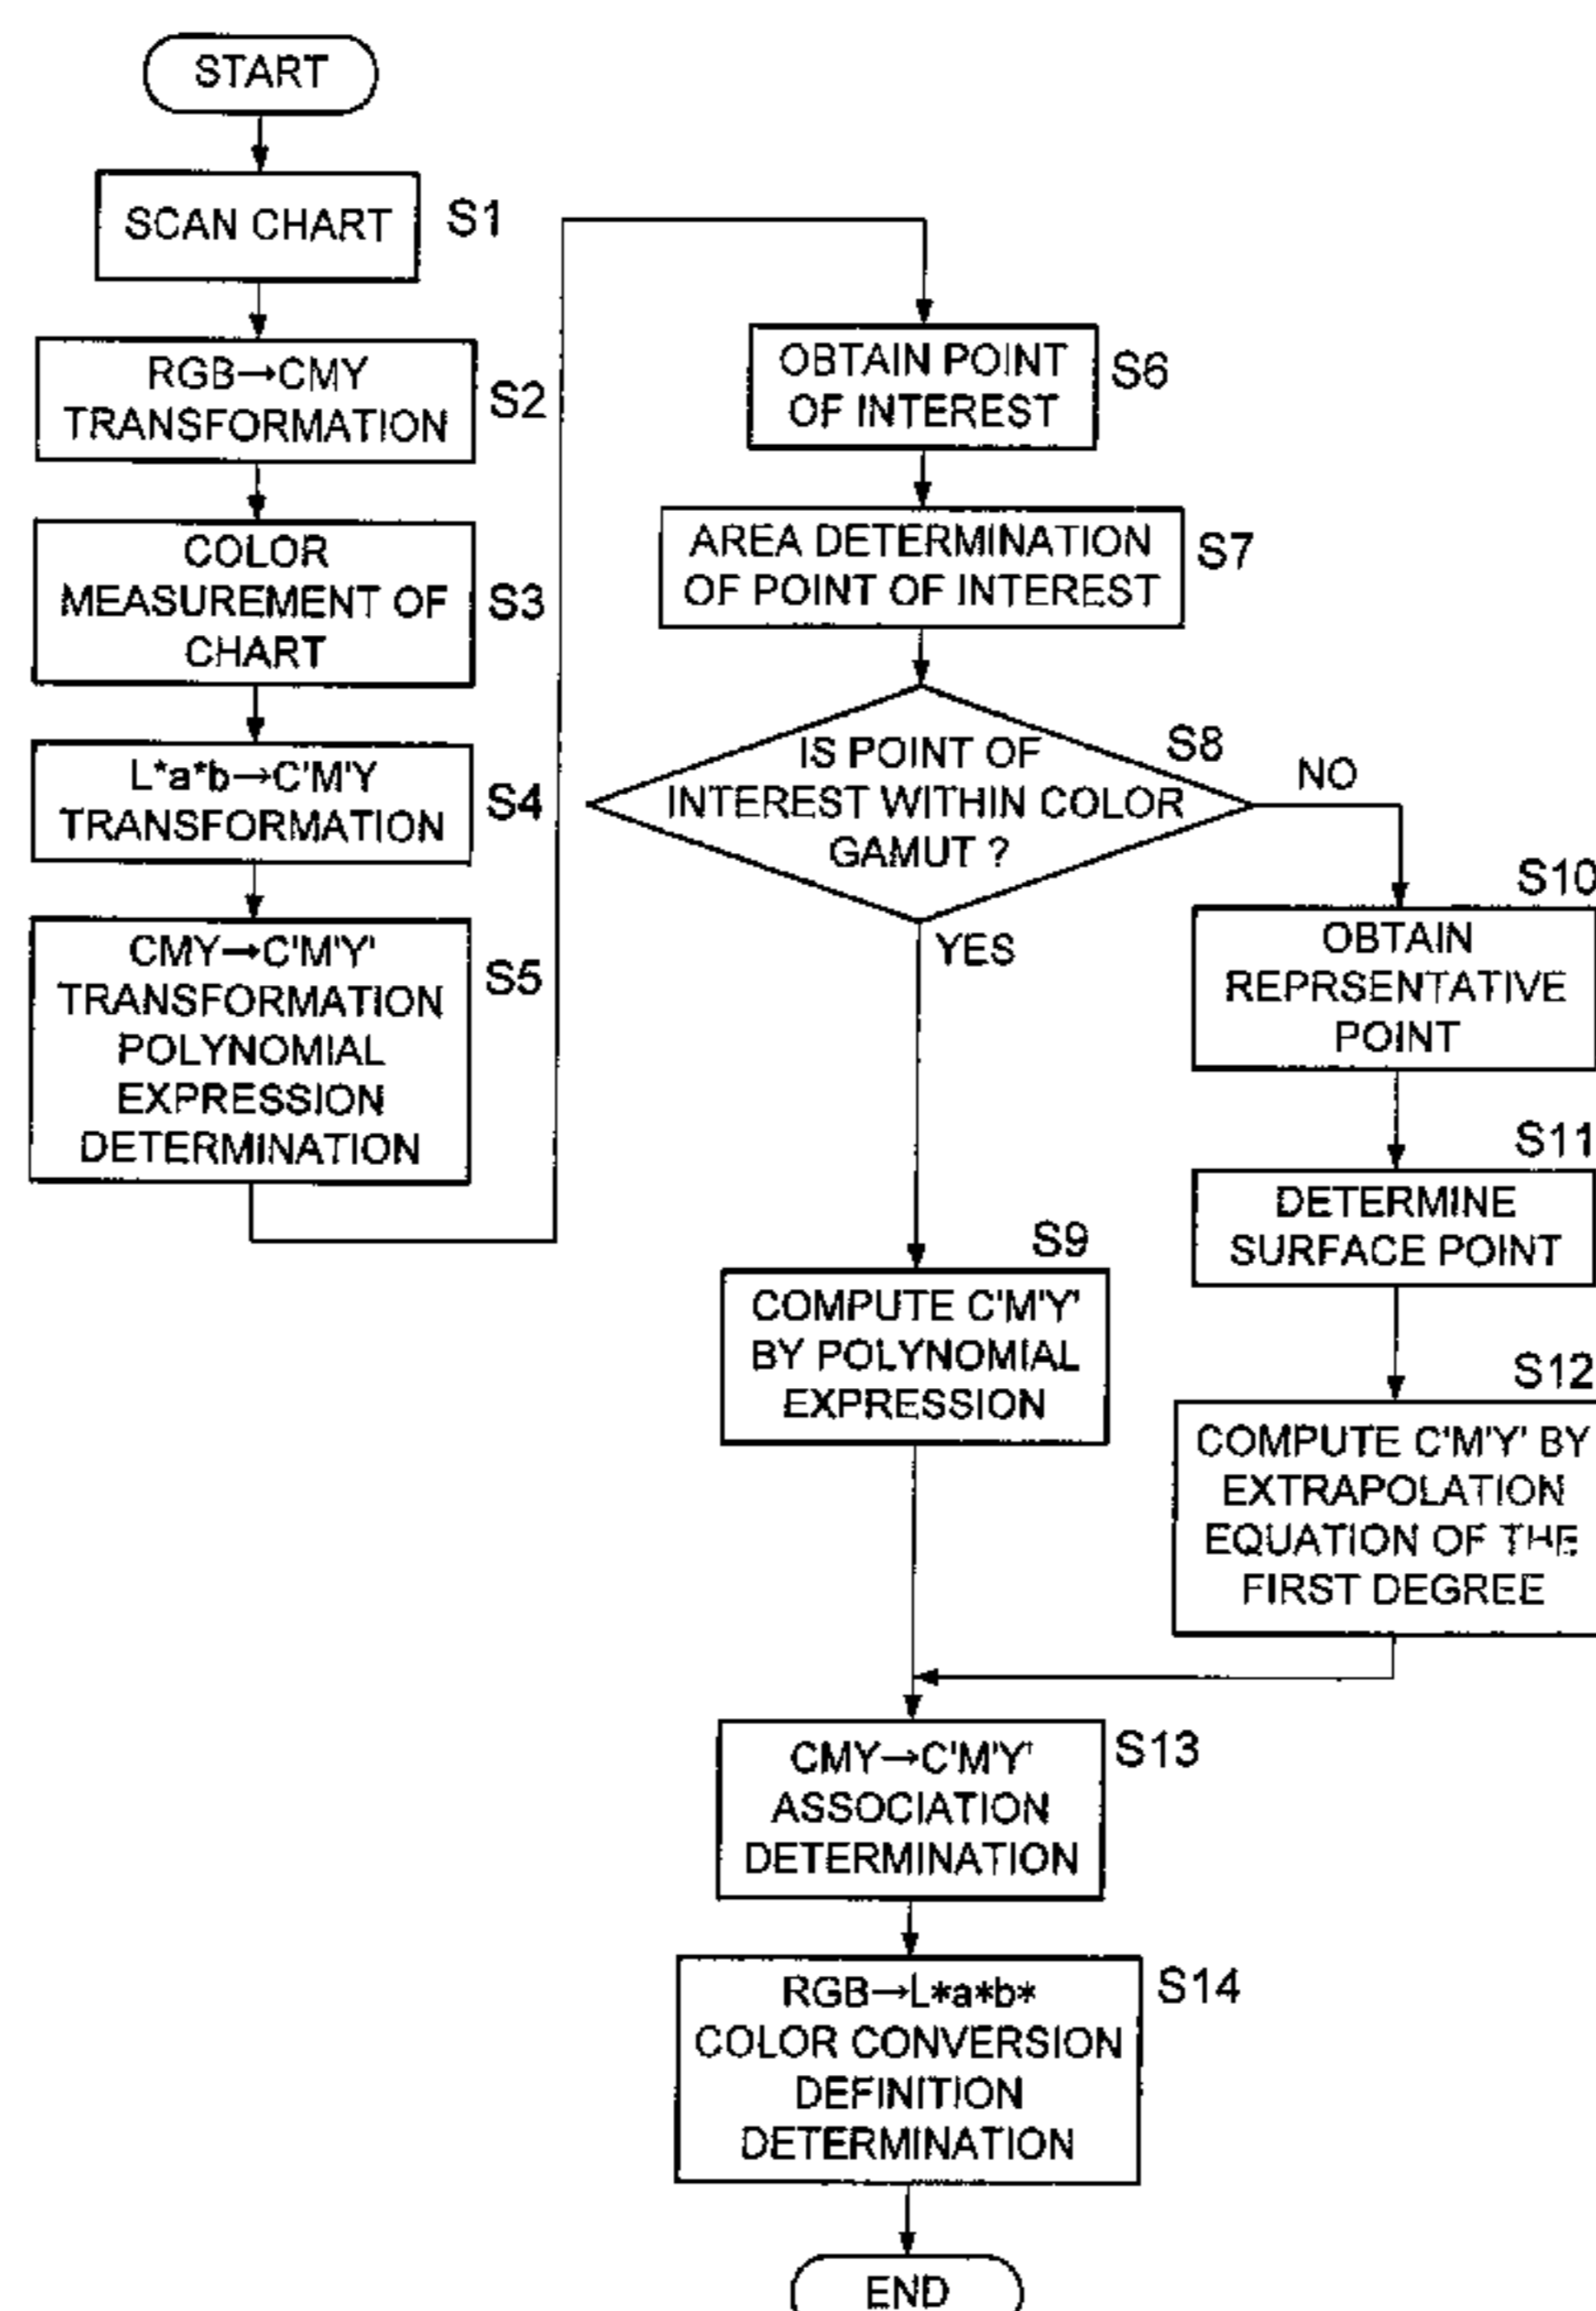 START
SCAN CHART
S1
RGB→CMY
TRANSFORMATION
S2
COLOR
MEASUREMENT OF
CHART
S3
L*a*b→C'M'Y
TRANSFORMATION
S4
CMY→C'M'Y'
TRANSFORMATION
POLYNOMIAL
EXPRESSION
DETERMINATION
S5
OBTAIN POINT
OF INTEREST
S6
AREA DETERMINATION
OF POINT OF INTEREST
S7
IS POINT OF
INTEREST WITHIN COLOR
GAMUT ?
S8
NO
YES
S9
COMPUTE C'M'Y'
BY POLYNOMIAL
EXPRESSION
S10
OBTAIN
REPRSENTATIVE
POINT
S11
DETERMINE
SURFACE POINT
S12
COMPUTE C'M'Y' BY
EXTRAPOLATION
EQUATION OF THE
FIRST DEGREE
CMY→C'M'Y'
ASSOCIATION
DETERMINATION
S13
RGB→L*a*b*
COLOR CONVERSION
DEFINITION
DETERMINATION
S14
END